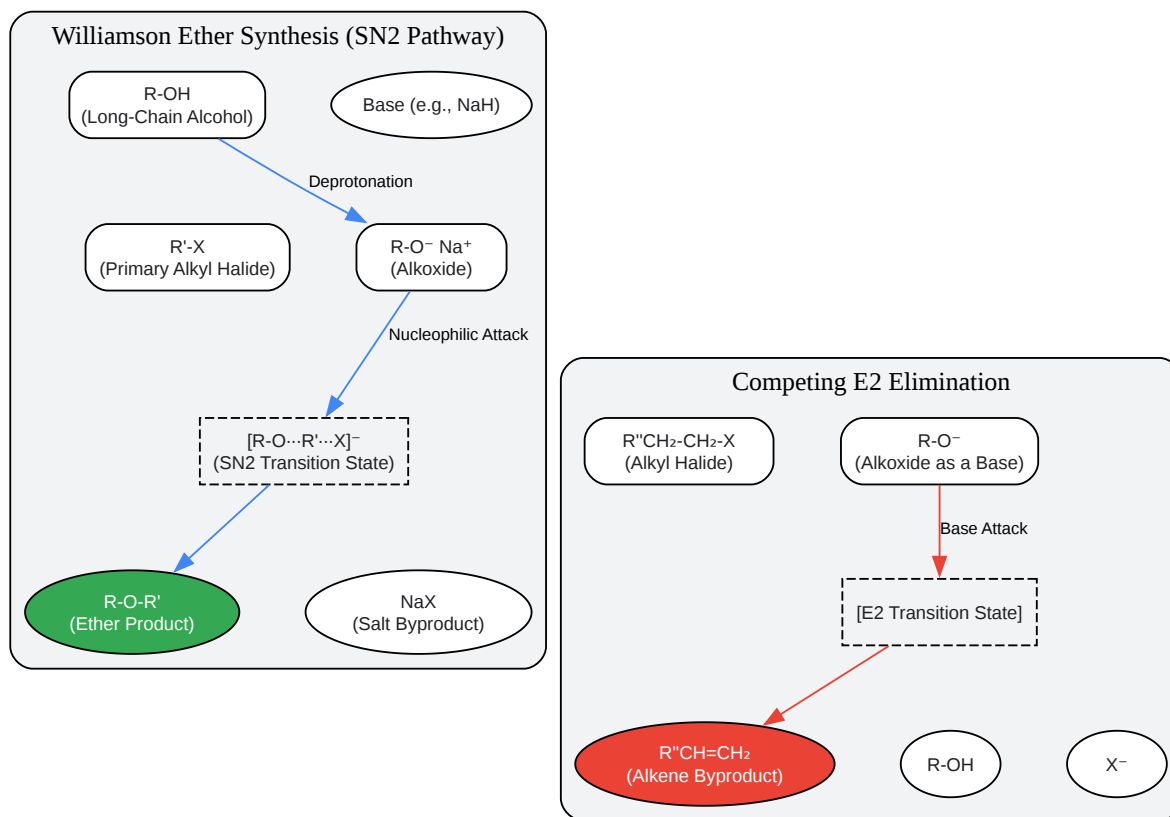 Williamson Ether Synthesis (SN2 Pathway)
R-OH
(Long-Chain Alcohol)
Base (e.g., NaH)
Deprotonation
R'-X
(Primary Alkyl Halide)
R-O⁻ Na⁺
(Alkoxide)
Nucleophilic Attack
[R-O···R'···X]⁻
(SN2 Transition State)
R-O-R'
(Ether Product)
NaX
(Salt Byproduct)
Competing E2 Elimination
R''CH₂-CH₂-X
(Alkyl Halide)
R-O⁻
(Alkoxide as a Base)
Base Attack
[E2 Transition State]
R''CH=CH₂
(Alkene Byproduct)
R-OH
X⁻